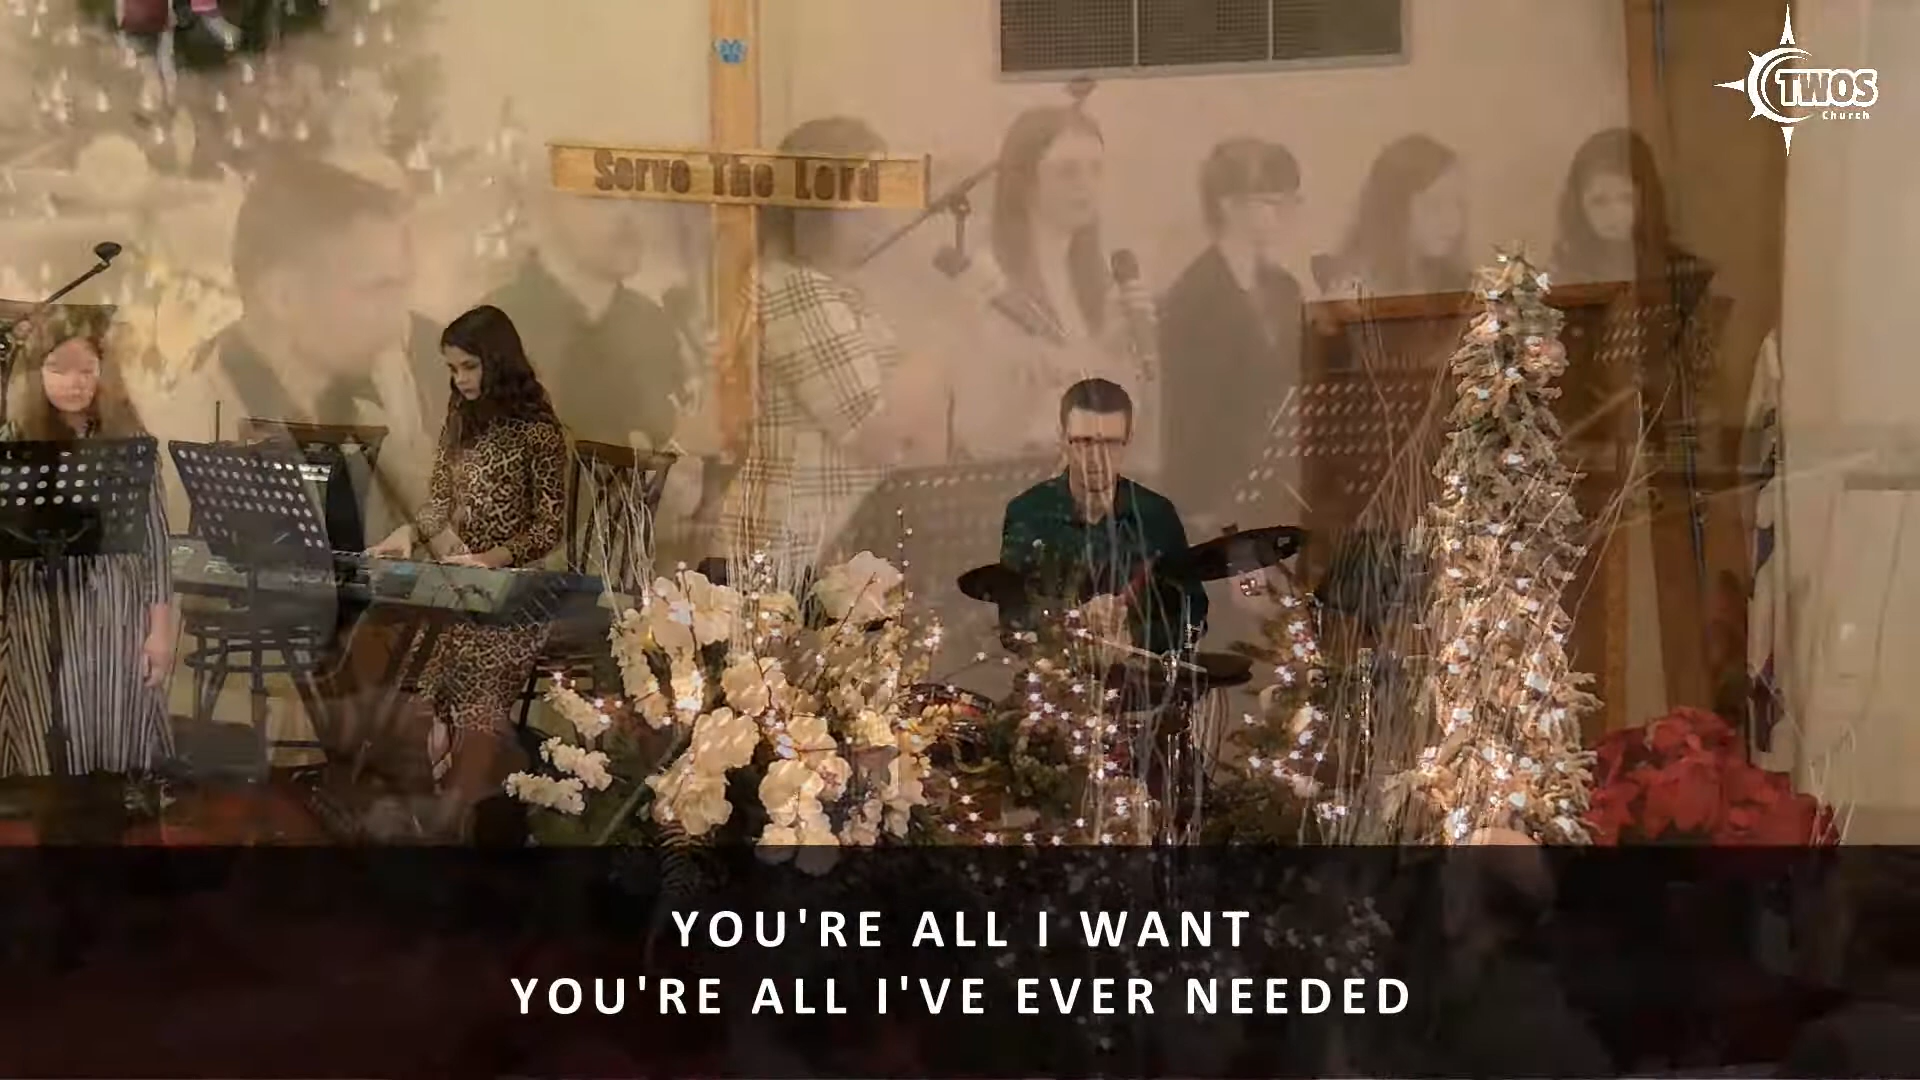 TWOS
Church
Serve The Lord
YOU'RE ALL I WANT
YOU'RE ALL I'VE EVER NEEDED